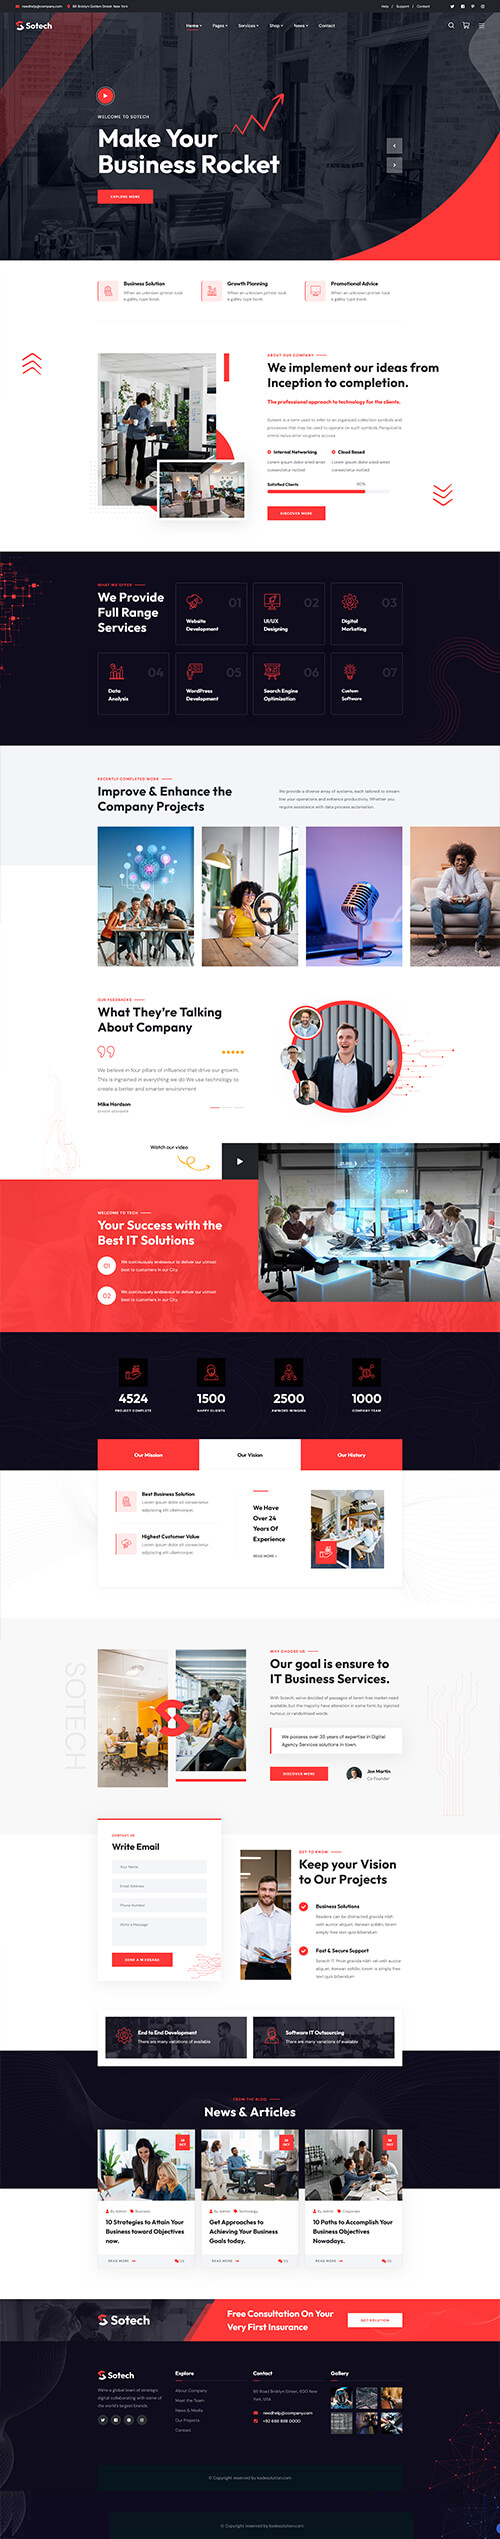 needhelp@company.com
88 Broklyn Golden Street. New York
Help / Support / Contact
Sotech
Home Pages Services Shop News Contact
WELCOME TO SOTECH
Make Your
Business Rocket
EXPLORE MORE
Business Solution
When an unknown printer took
a galley type book.
Growth Planning
When an unknown printer took
a galley type book.
Promotional Advice
When an unknown printer took
a galley type book.
ABOUT OUR COMPANY
We implement our ideas from
Inception to completion.
The professional approach to technology for the clients.
System is a term used to refer to an organized collection symbols and
processes that may be used to operate on such symbols. Perspiciatis
omnis natus error voluptas accusa
Internal Networking
Lorem ipsum dolor sited amet
consectetur notted
Cloud Based
Lorem ipsum dolor sited amet
consectetur notted
Satisfied Clients
80%
DISCOVER MORE
WHAT WE OFFER
We Provide
Full Range
Services
01
Website
Development
02
UI/UX
Designing
03
Digital
Marketing
04
Data
Analysis
05
WordPress
Development
06
Search Engine
Optimization
07
Custom
Software
RECENTLY COMPLETED WORK
Improve & Enhance the
Company Projects
We provide a diverse array of systems, each tailored to stream
line your operations and enhance productivity. Whether you
require assistance with data process automation.
OUR FEEDBACKS
What They're Talking
About Company
We believe in four pillars of influence that drive our growth.
This is ingrained in everything we do We use technology to
create a better and smarter environment
Mike Hardson
SENIOR DESIGNER
Watch our video
WELCOME TO TECH
Your Success with the
Best IT Solutions
01
We continuously endeavour to deliver our utmost
best to customers in our City.
02
We continuously endeavour to deliver our utmost
best to customers in our City.
4524
PROJECT COMPLETE
1500
HAPPY CLIENTS
2500
AWWORD WINNING
1000
COMPANY TEAM
Our Mission
Our Vision
Our History
Best Business Solution
Lorem ipsum dolor sit consectetur
adipiscing elit ullamcorper
Highest Customer Value
Lorem ipsum dolor sit consectetur
adipiscing elit ullamcorper
We Have
Over 24
Years Of
Experience
READ MORE
SOTECH
WHY CHOOSE US
Our goal is ensure to
IT Business Services.
With Sotech, we've decided of passages of lorem free market need
available, but the majority have alteration in some form, by injected
humour, or randomised words
We possess over 35 years of expertise in Digital
Agency Services solutions in town.
DISCOVER MORE
Jon Martin
Co Founder
CONTACT US
Write Email
Your Name
Email Address
Phone Number
Write a Message
SEND A MESSAGE
GET TO KNOW
Keep your Vision
to Our Projects
Business Solutions
Readers can be distracted gravida nibh
velit auctor aliquet. Aenean sollidin, lorem
simply free text quis bibendum
Fast & Secure Support
Sotech IT. Proin gravida nibh vel velit auctor
aliquet. Aenean sollidin, lorem is simply free
text quis bibendum
End to End Development
There are many variations of available
Software IT Outsourcing
There are many variations of available
FROM THE BLOG
News & Articles
OCT
By Admin Business
10 Strategies to Attain Your
Business toward Objectives
now.
READ MORE
OCT
By Admin Technology
Get Approaches to
Achieving Your Business
Goals today.
READ MORE
OCT
By Admin Corporate
10 Paths to Accomplish Your
Business Objectives
Nowadays.
READ MORE
Sotech
Free Consultation On Your
Very First Insurance
GET SOLUTION
Sotech
We're a global team of strategic
digital collaborating with some of
the world's largest brands.
Explore
About Company
Meet the Team
News & Media
Our Projects
Contact
Contact
80 Road Broklyn Street, 600 New
York, USA
needhelp@company.com
+92 666 888 0000
Gallery
© Copyright reserved by kodesolution.com
© Copyright reserved by kodesolution.com